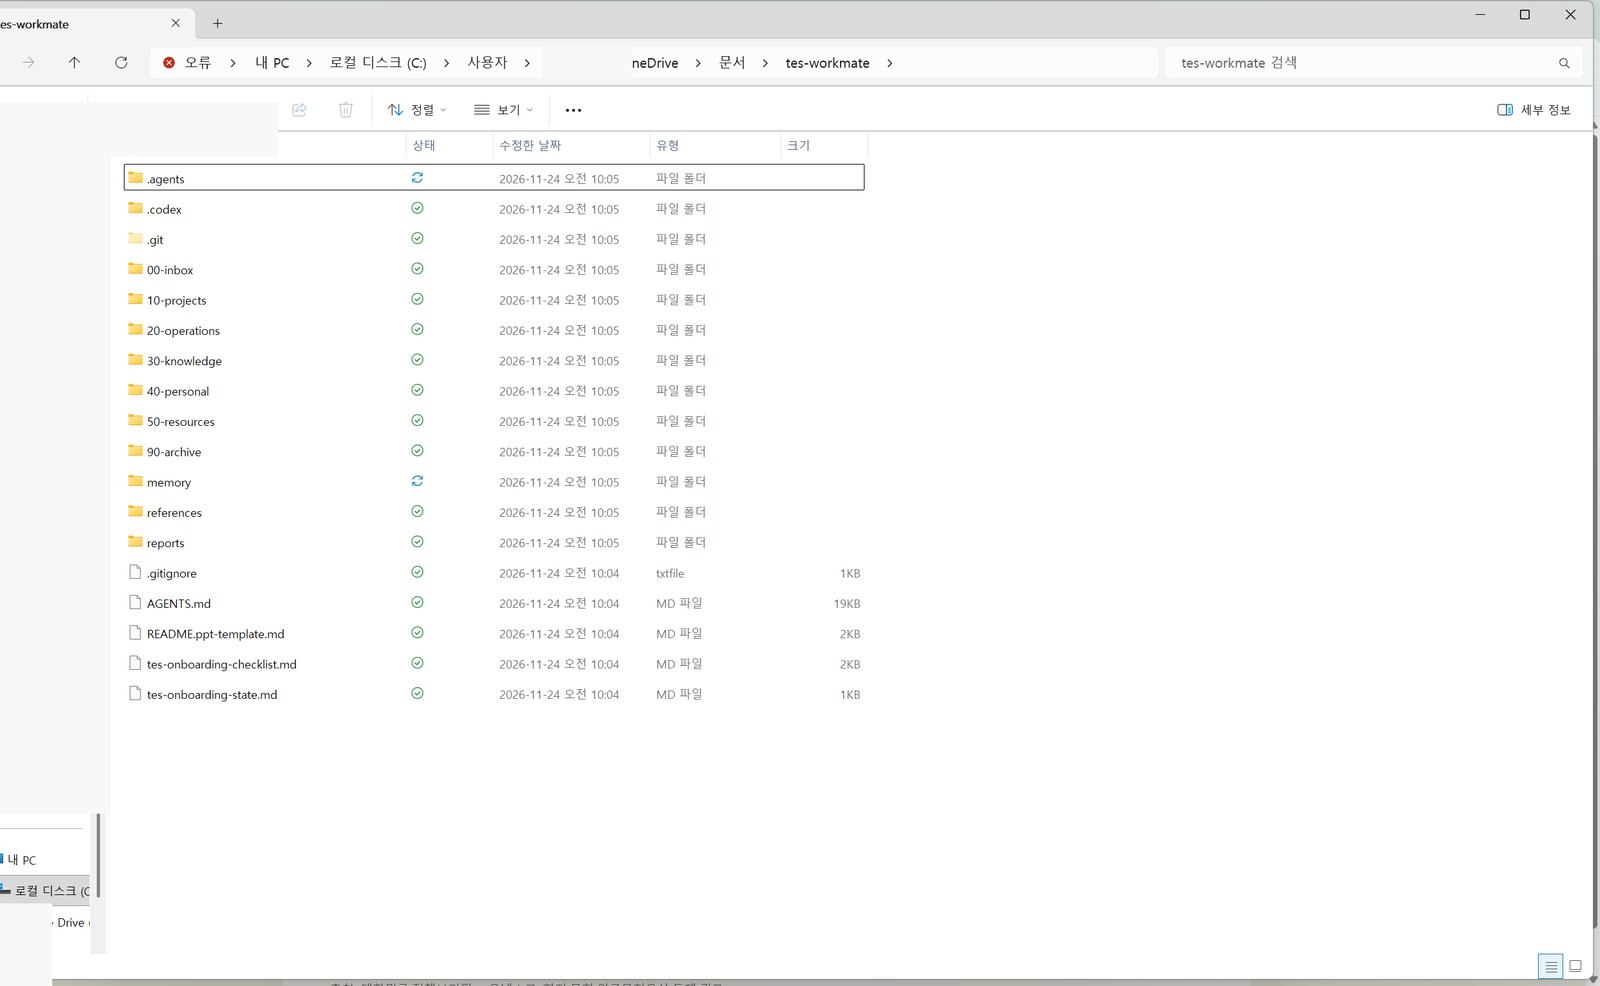 es-workmate
오류 > 내 PC > 로컬 디스크 (C:) > 사용자 > neDrive > 문서 > tes-workmate >
tes-workmate 검색
정렬 보기 ••• 세부 정보
상태 수정한 날짜 유형 크기
.agents 2026-11-24 오전 10:05 파일 폴더
.codex 2026-11-24 오전 10:05 파일 폴더
.git 2026-11-24 오전 10:05 파일 폴더
00-inbox 2026-11-24 오전 10:05 파일 폴더
10-projects 2026-11-24 오전 10:05 파일 폴더
20-operations 2026-11-24 오전 10:05 파일 폴더
30-knowledge 2026-11-24 오전 10:05 파일 폴더
40-personal 2026-11-24 오전 10:05 파일 폴더
50-resources 2026-11-24 오전 10:05 파일 폴더
90-archive 2026-11-24 오전 10:05 파일 폴더
memory 2026-11-24 오전 10:05 파일 폴더
references 2026-11-24 오전 10:05 파일 폴더
reports 2026-11-24 오전 10:05 파일 폴더
.gitignore 2026-11-24 오전 10:04 txtfile 1KB
AGENTS.md 2026-11-24 오전 10:04 MD 파일 19KB
README.ppt-template.md 2026-11-24 오전 10:04 MD 파일 2KB
tes-onboarding-checklist.md 2026-11-24 오전 10:04 MD 파일 2KB
tes-onboarding-state.md 2026-11-24 오전 10:04 MD 파일 1KB
내 PC
로컬 디스크 (C
Drive (